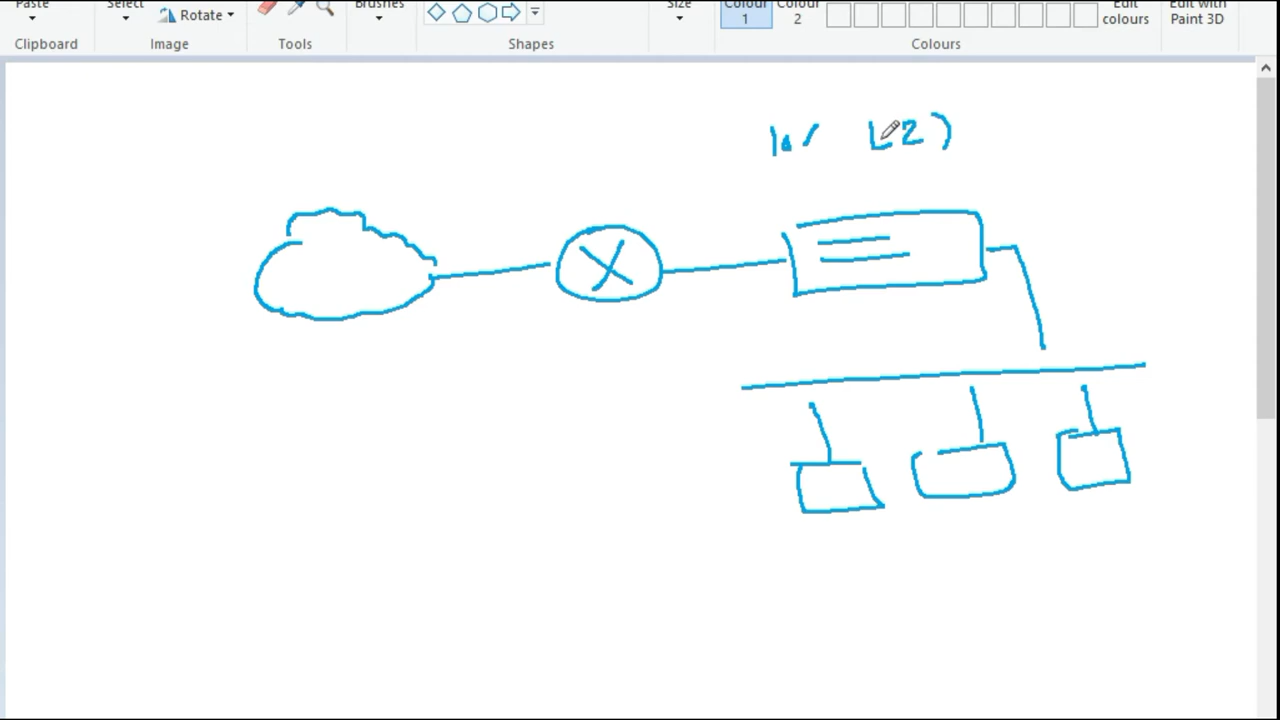 Paste Select Brushes Size Colour 1 Colour 2 Edit colours Edit with Paint 3D
Rotate
Clipboard Image Tools Shapes Colours
L2)